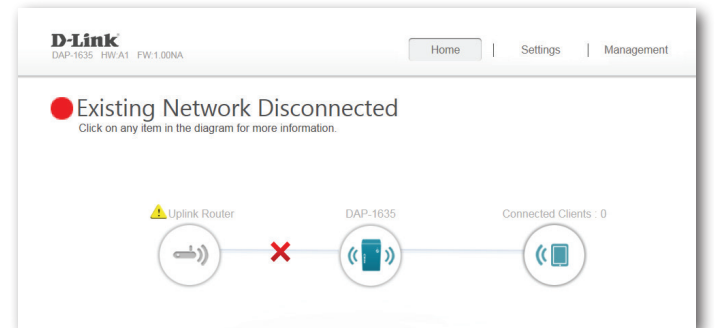 D-Link
DAP-1635 HW:A1 FW:1.00NA
Home | Settings | Management
Existing Network Disconnected
Click on any item in the diagram for more information.
Uplink Router
DAP-1635
Connected Clients : 0